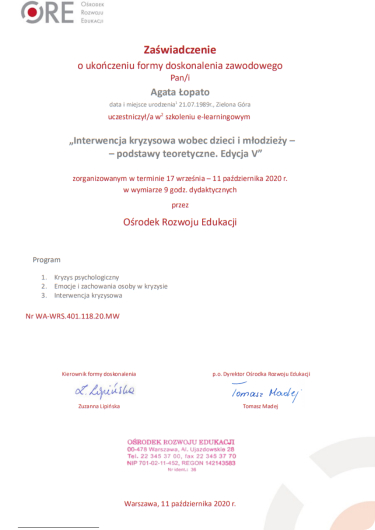 ORE OŚRODEK
ROZWOJU
EDUKACJI
Zaświadczenie
o ukończeniu formy doskonalenia zawodowego
Pan/i
Agata Łopato
data i miejsce urodzenia¹ 21.07.1989r., Zielona Góra
uczestniczył/a w² szkoleniu e-learningowym
„Interwencja kryzysowa wobec dzieci i młodzieży –
– podstawy teoretyczne. Edycja V”
zorganizowanym w terminie 17 września – 11 października 2020 r.
w wymiarze 9 godz. dydaktycznych
przez
Ośrodek Rozwoju Edukacji
Program
1. Kryzys psychologiczny
2. Emocje i zachowania osoby w kryzysie
3. Interwencja kryzysowa
Nr WA-WRS.401.118.20.MW
Kierownik formy doskonalenia
p.o. Dyrektor Ośrodka Rozwoju Edukacji
Z. Lipińska
Tomasz Madej
Zuzanna Lipińska
Tomasz Madej
OŚRODEK ROZWOJU EDUKACJI
00-478 Warszawa, Al. Ujazdowskie 28
Tel. 22 345 37 00, fax 22 345 37 70
NIP 701-02-11-452, REGON 142143583
Warszawa, 11 października 2020 r.